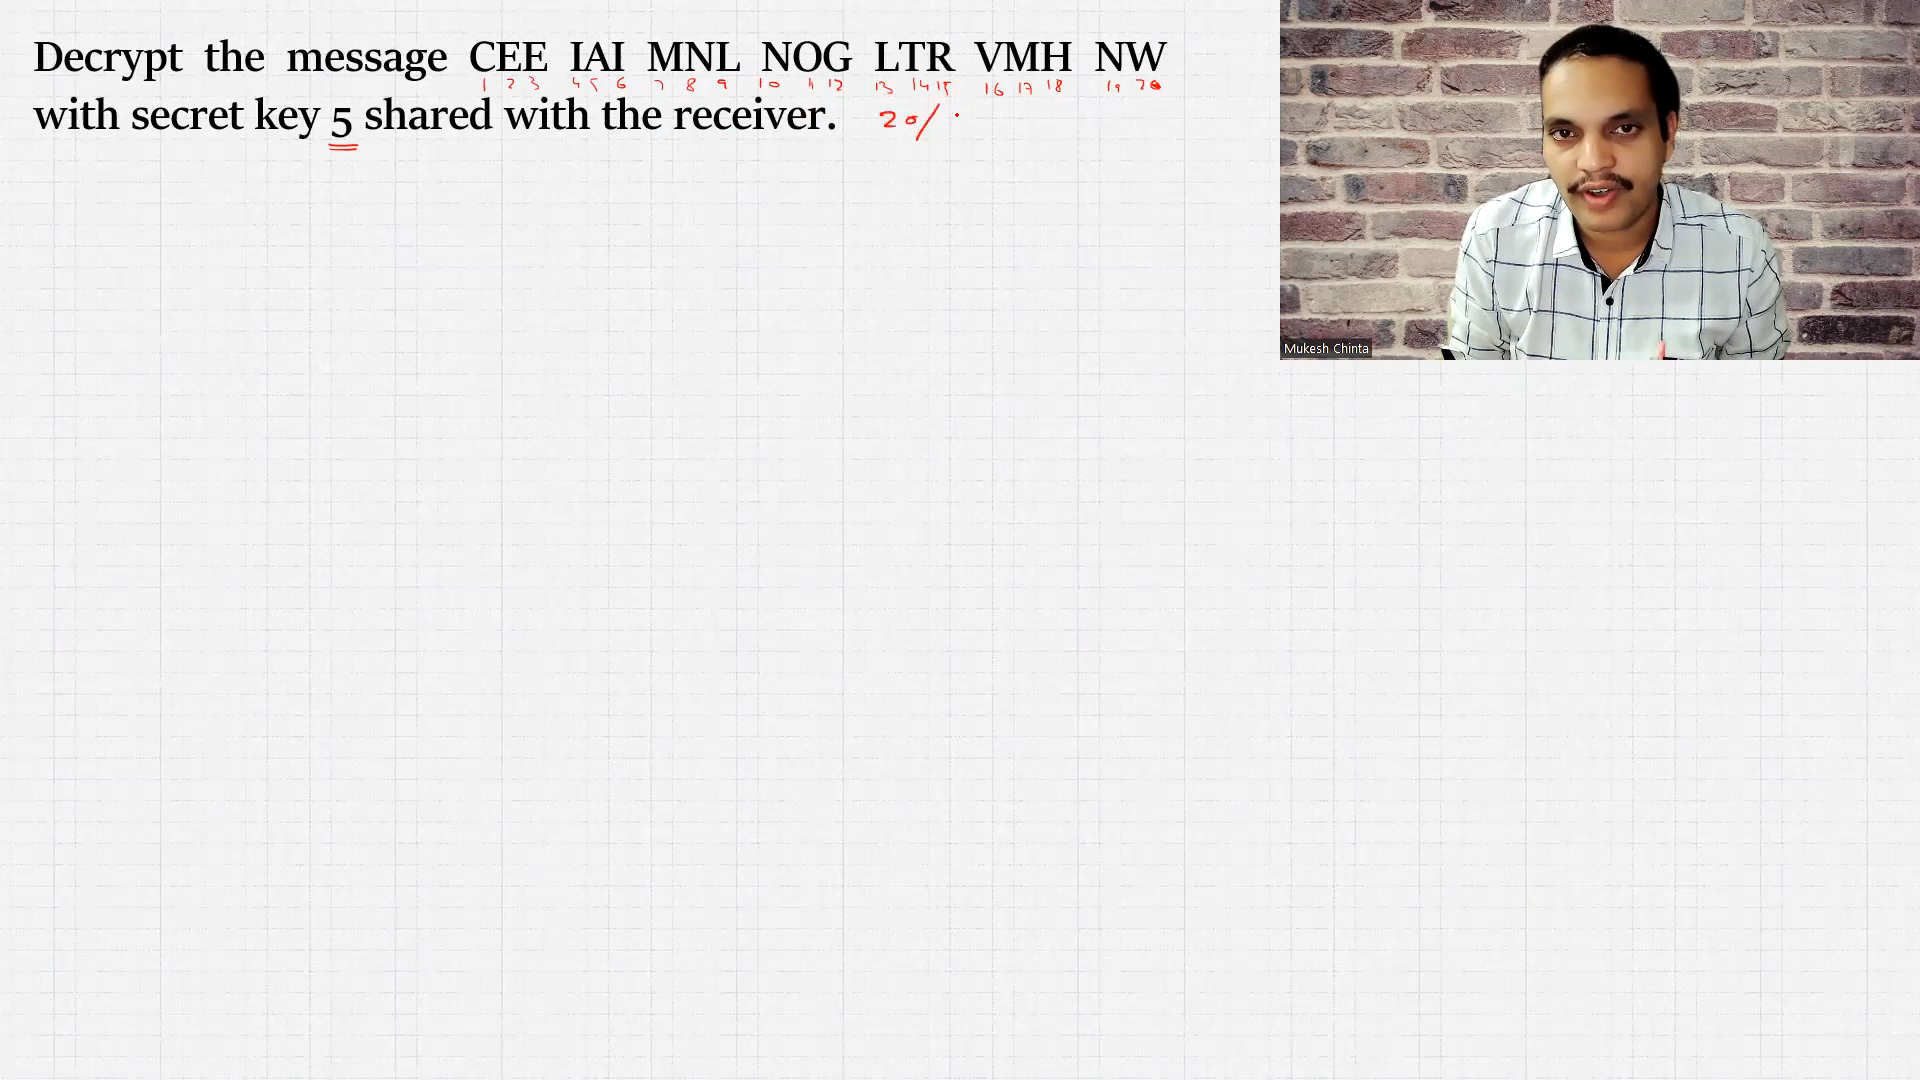 Decrypt the message CEE IAI MNL NOG LTR VMH NW
1 2 3 4 5 6 7 8 9 10 11 12 13 14 15 16 17 18 19 20
with secret key 5 shared with the receiver. 20/
Mukesh Chinta